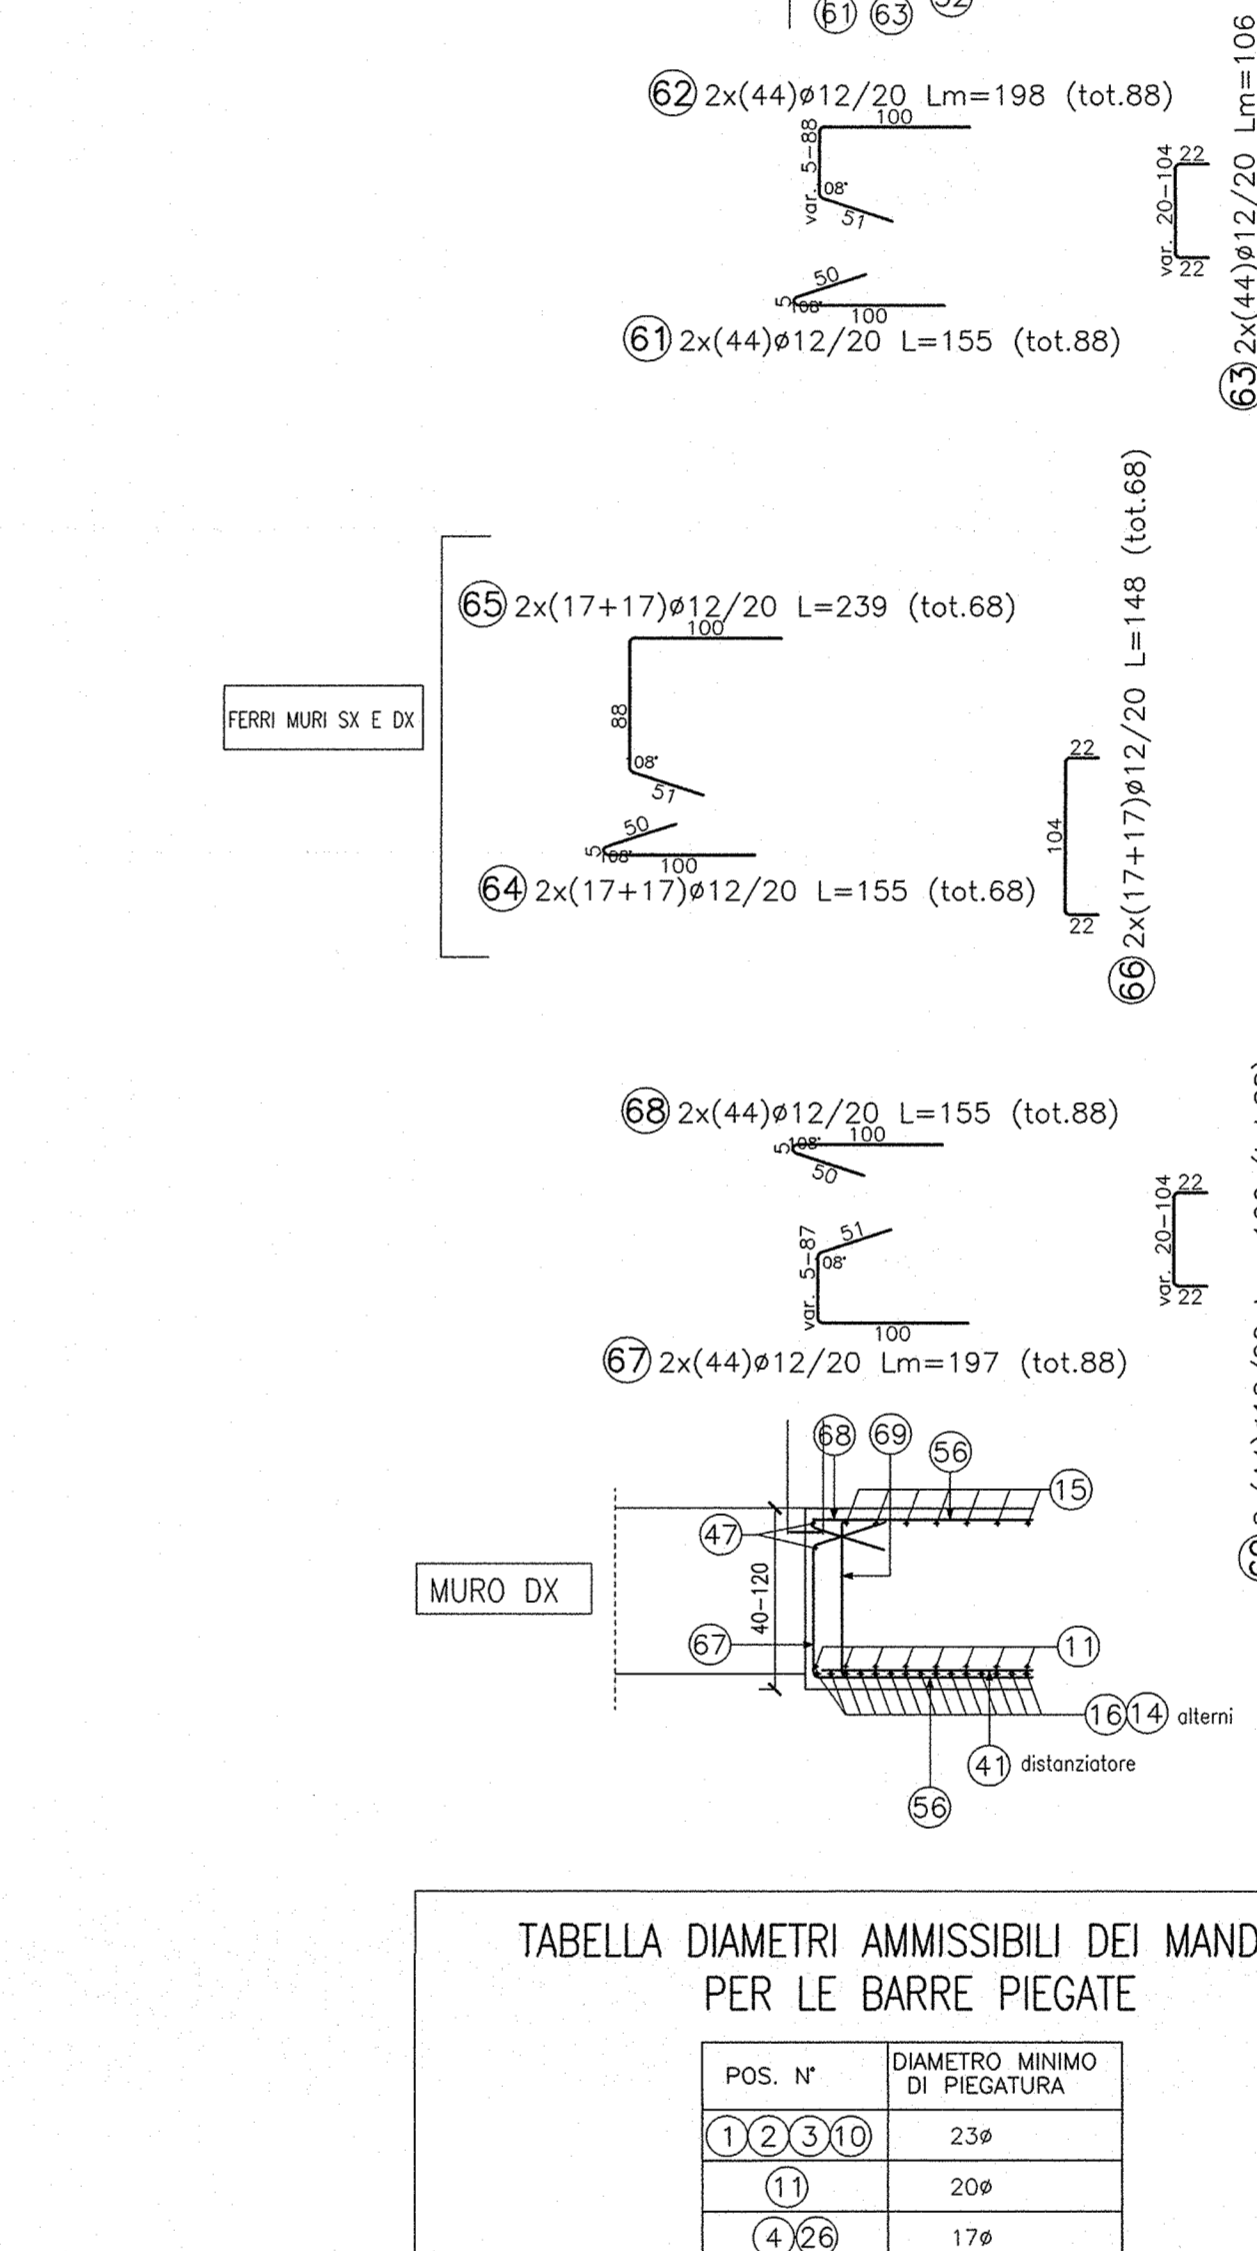 61 63
62 2x(44)ø12/20 Lm=198 (tot.88)
100
var. 5-88
08°
51
50
5
108°
100
61 2x(44)ø12/20 L=155 (tot.88)
22
var. 20-104
22
63 2x(44)ø12/20 Lm=106
FERRI MURI SX E DX
65 2x(17+17)ø12/20 L=239 (tot.68)
100
88
08°
51
50
5
108°
100
64 2x(17+17)ø12/20 L=155 (tot.68)
22
104
22
66 2x(17+17)ø12/20 L=148 (tot.68)
68 2x(44)ø12/20 L=155 (tot.88)
100
5
108°
50
51
var. 5-87
08°
100
67 2x(44)ø12/20 Lm=197 (tot.88)
22
var. 20-104
22
68 69 56
15
47
MURO DX
40-120
67
11
16 14 alterni
41 distanziatore
56
TABELLA DIAMETRI AMMISSIBILI DEI MAND
PER LE BARRE PIEGATE
POS. N° DIAMETRO MINIMO
DI PIEGATURA
1 2 3 10 23ø
11 20ø
4 26 17ø